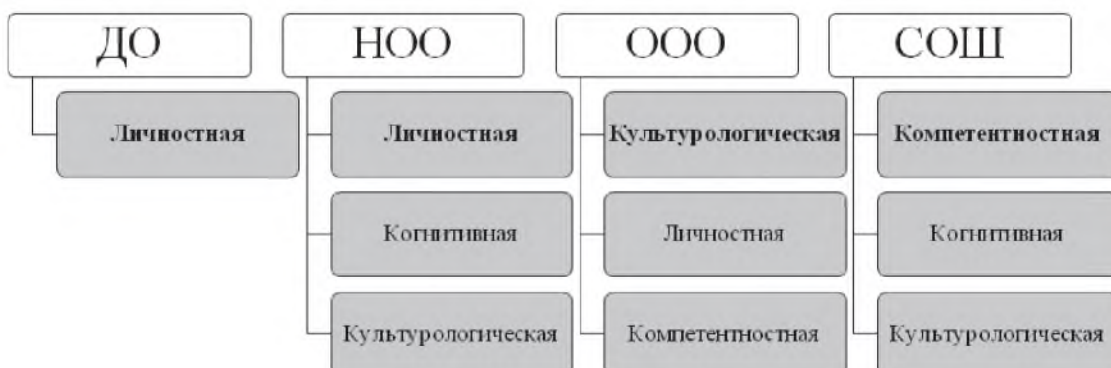 ДО
НОО
ООО
СОШ
Личностная
Личностная
Культурологическая
Компетентностная
Когнитивная
Личностная
Когнитивная
Культурологическая
Компетентностная
Культурологическая